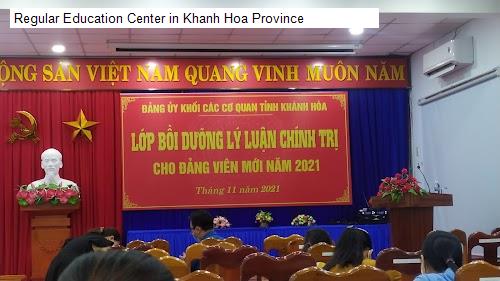 Regular Education Center in Khanh Hoa Province
ỘNG SẢN VIỆT NAM QUANG VINH MUÔN NĂM
ĐẢNG ỦY KHỐI CÁC CƠ QUAN TỈNH KHÁNH HÒA
LỚP BỒI DƯỠNG LÝ LUẬN CHÍNH TRỊ
CHO ĐẢNG VIÊN MỚI NĂM 2021
Tháng 11 năm 2021